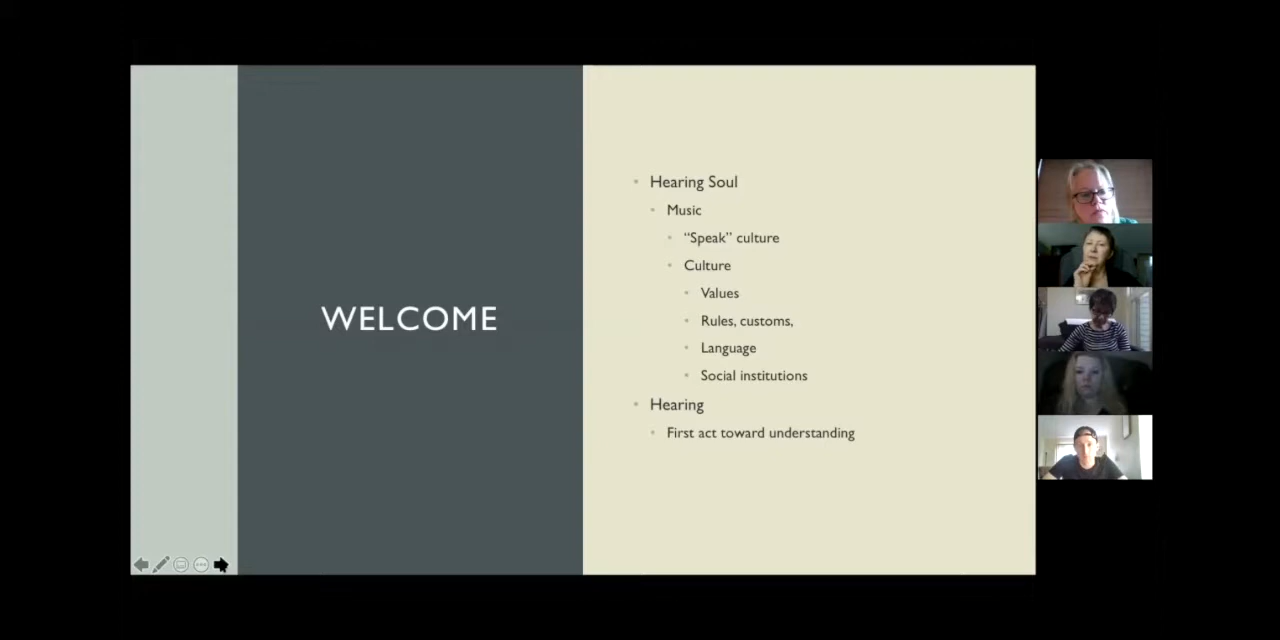 WELCOME
Hearing Soul
Music
“Speak” culture
Culture
Values
Rules, customs,
Language
Social institutions
Hearing
First act toward understanding